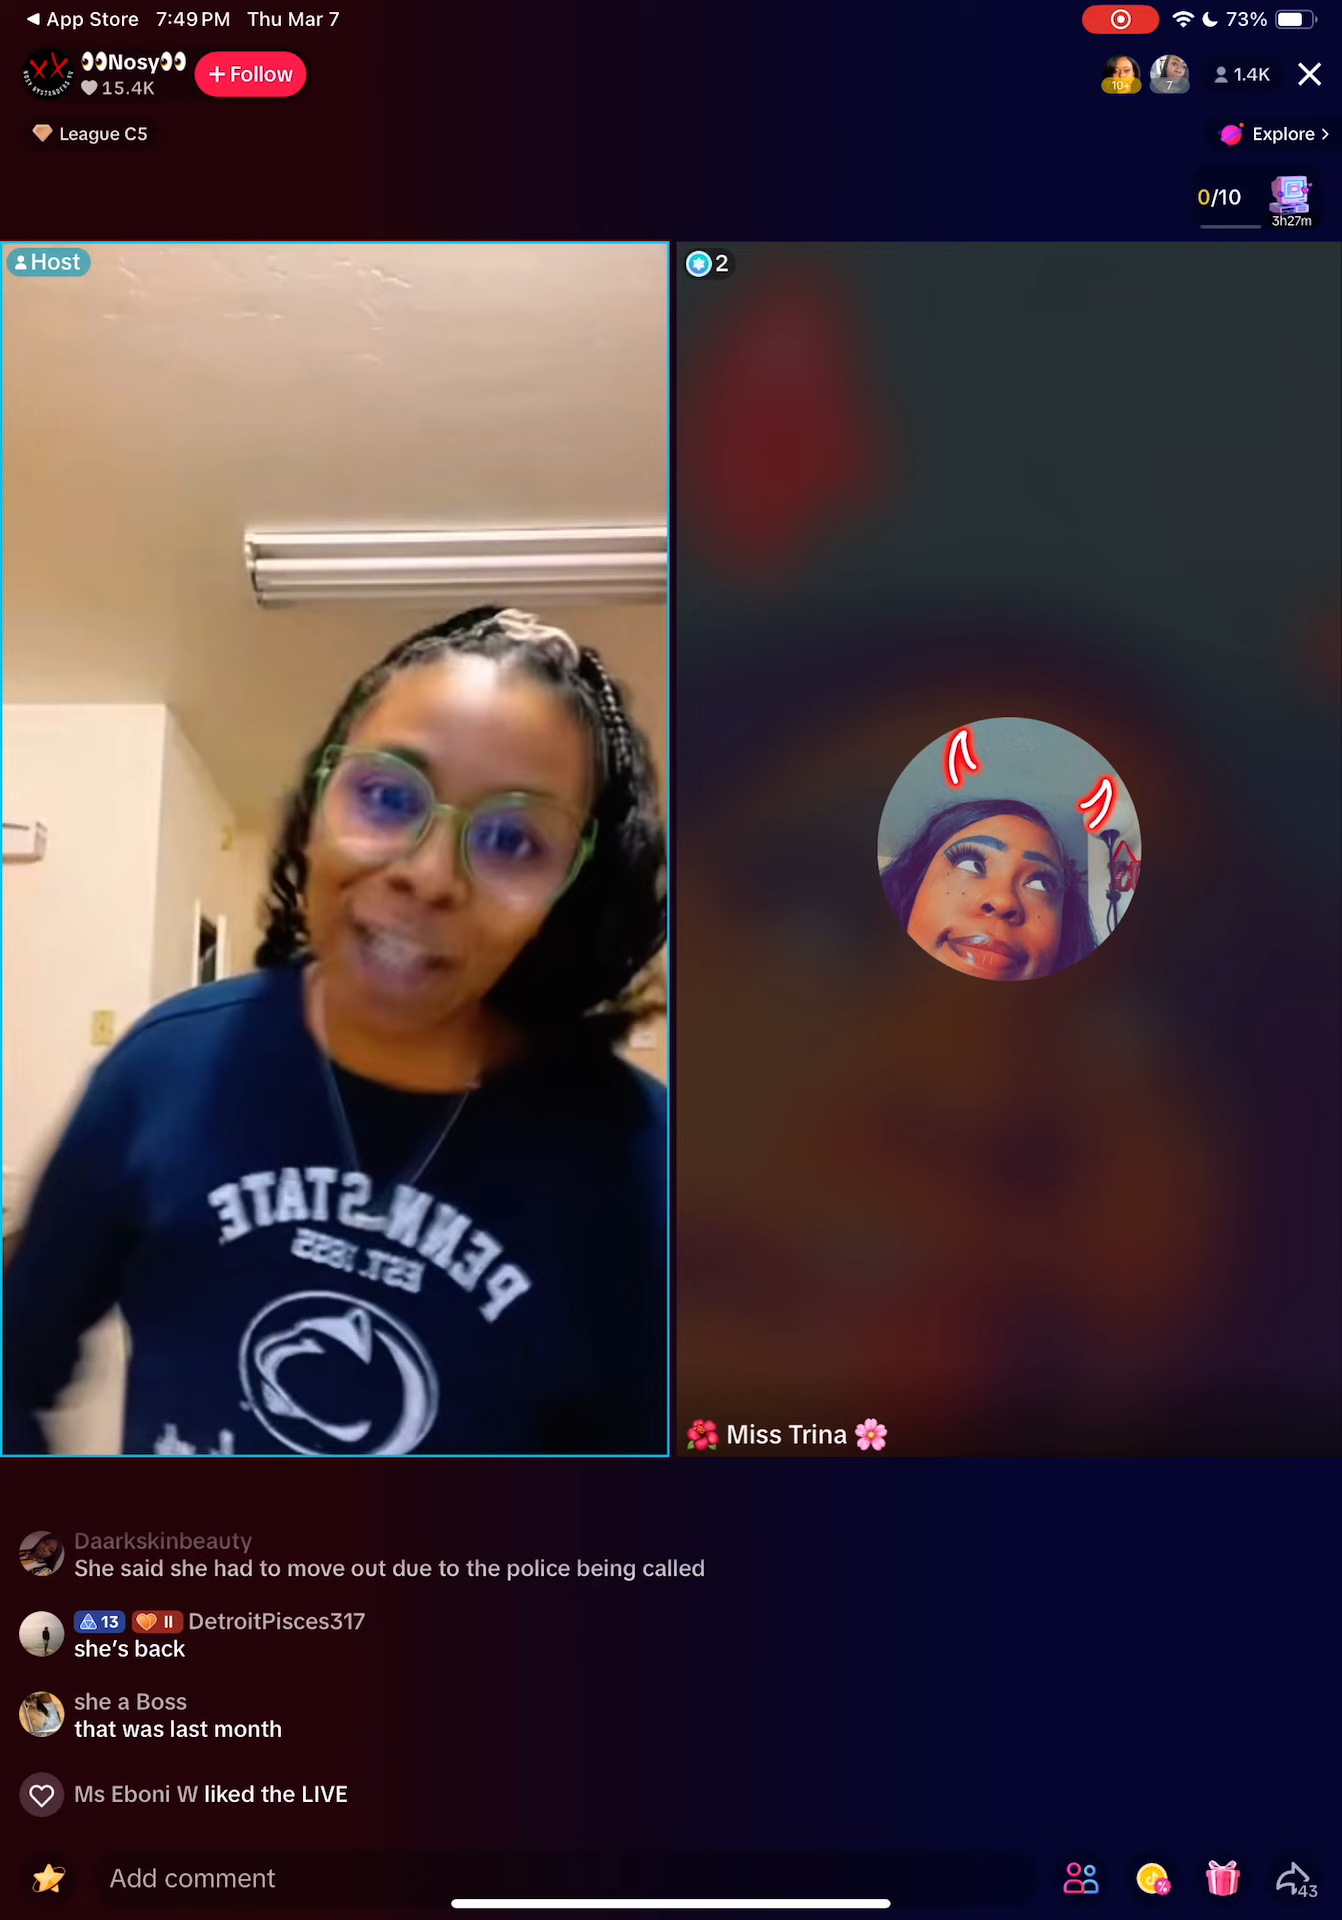 App Store 7:49 PM Thu Mar 7
73%
👀Nosy👀
15.4K
+ Follow
10+
7
1.4K
League C5
Explore
0/10
3h27m
Host
2
PENN STATE
EST. 1855
🌺 Miss Trina 🌸
Daarkskinbeauty
She said she had to move out due to the police being called
13 II DetroitPisces317
she's back
she a Boss
that was last month
Ms Eboni W liked the LIVE
Add comment
43